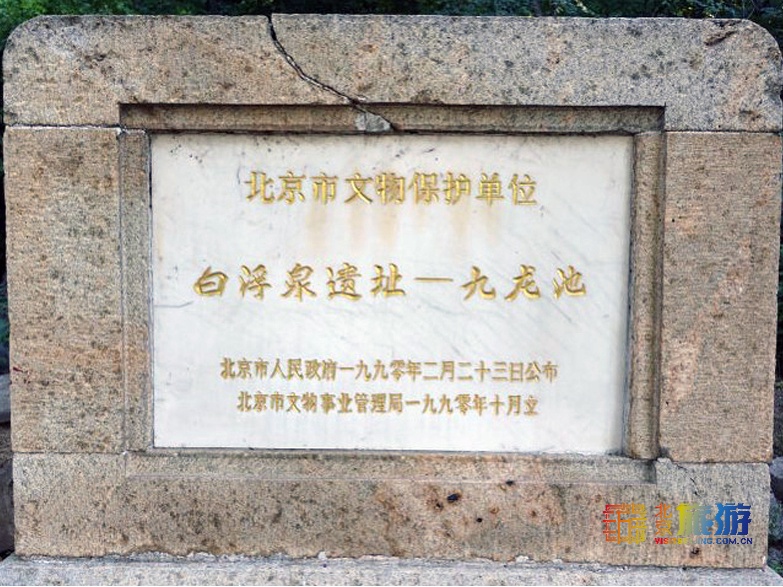 北京市文物保护单位
白浮泉遗址—九龙池
北京市人民政府一九九零年二月二十三日公布
北京市文物事业管理局一九九零年十月立
旅游